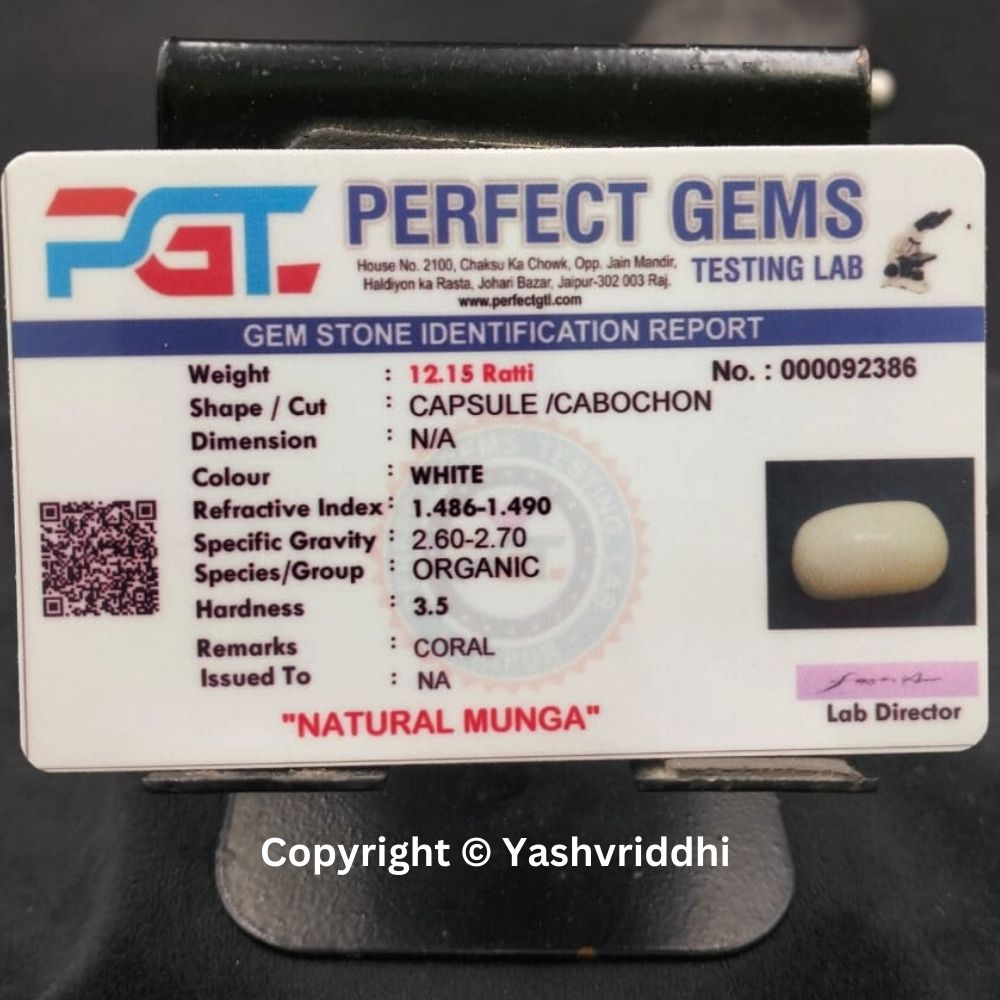 PGT.
PERFECT GEMS
House No. 2100, Chaksu Ka Chowk, Opp. Jain Mandir,
Haldiyon ka Rasta, Johari Bazar, Jaipur-302 003 Raj.
www.perfectgtl.com
TESTING LAB
GEM STONE IDENTIFICATION REPORT
No. : 000092386
Weight : 12.15 Ratti
Shape / Cut : CAPSULE /CABOCHON
Dimension : N/A
Colour : WHITE
Refractive Index : 1.486-1.490
Specific Gravity : 2.60-2.70
Species/Group : ORGANIC
Hardness : 3.5
Remarks : CORAL
Issued To : NA
"NATURAL MUNGA"
Lab Director
Copyright © Yashvriddhi